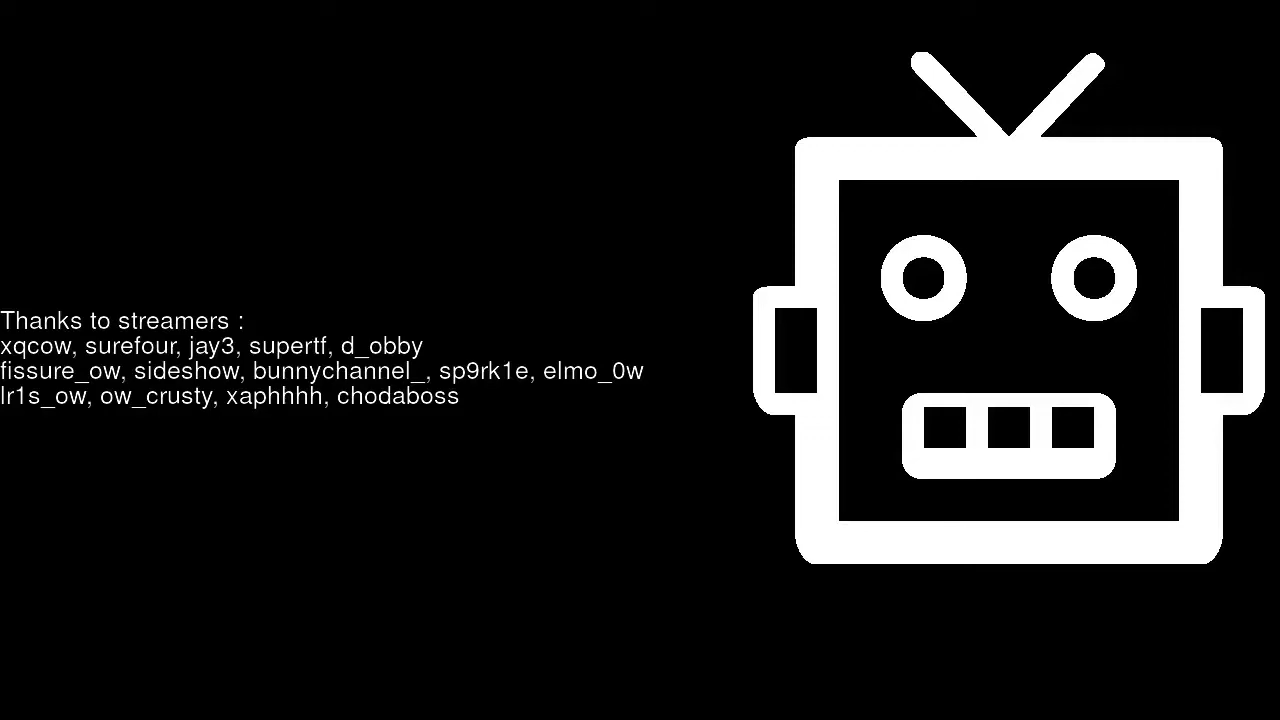 Thanks to streamers :
xqcow, surefour, jay3, supertf, d_obby
fissure_ow, sideshow, bunnychannel_, sp9rk1e, elmo_0w
lr1s_ow, ow_crusty, xaphhhh, chodaboss